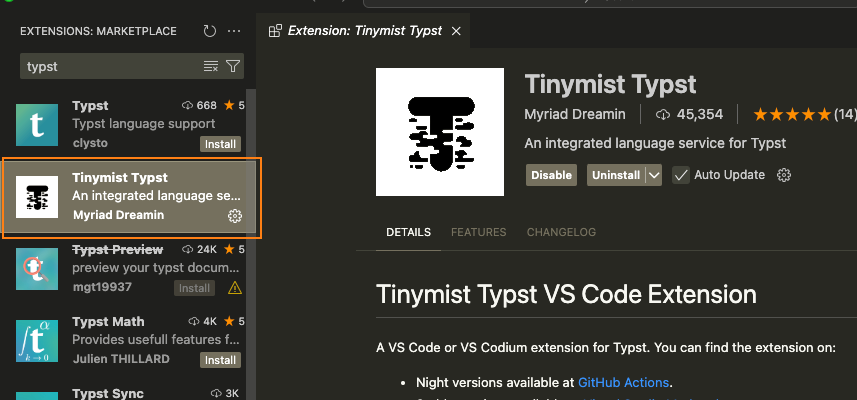 EXTENSIONS: MARKETPLACE
typst
Typst 668 ★ 5
Typst language support
clysto Install
Tinymist Typst
An integrated language se...
Myriad Dreamin
Typst Preview 24K ★ 5
preview your typst docum...
mgt19937 Install
Typst Math 4K ★ 5
Provides usefull features f...
Julien THILLARD Install
Typst Sync 3K
Extension: Tinymist Typst
Tinymist Typst
Myriad Dreamin 45,354 ★★★★★(14)
An integrated language service for Typst
Disable Uninstall Auto Update
DETAILS FEATURES CHANGELOG
Tinymist Typst VS Code Extension
A VS Code or VS Codium extension for Typst. You can find the extension on:
• Night versions available at GitHub Actions.